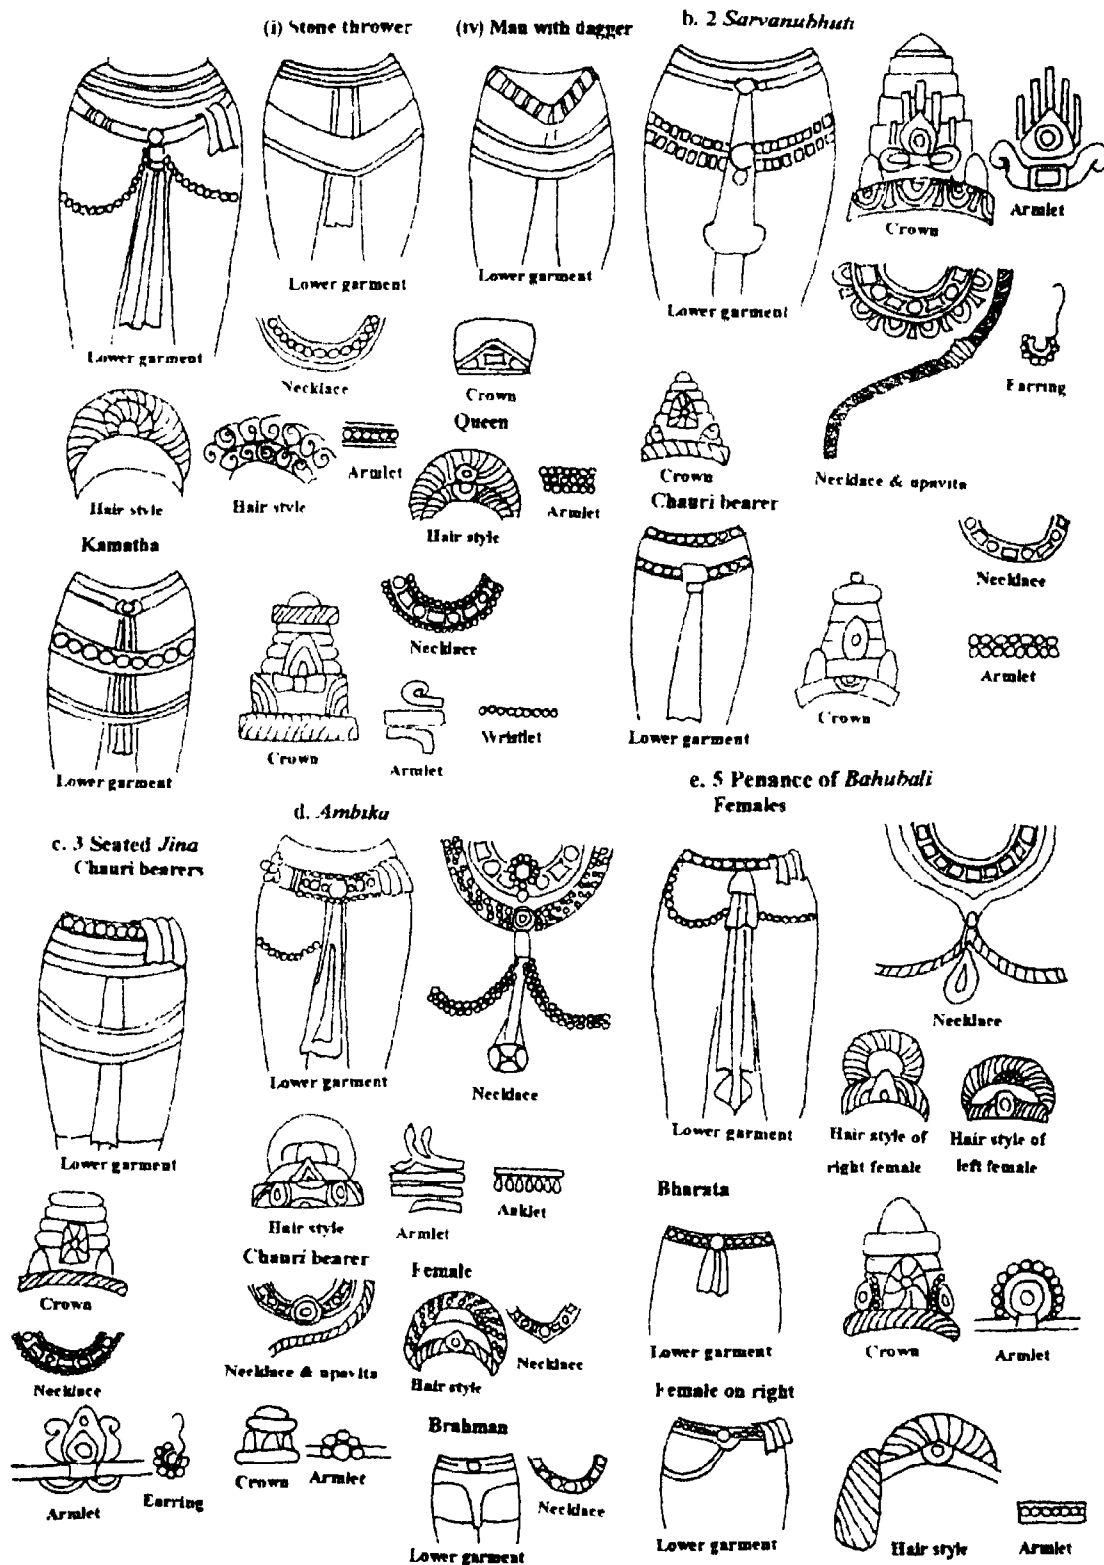 (i) Stone thrower
(iv) Man with dagger
b. 2 Sarvanubhuti
Lower garment
Lower garment
Lower garment
Lower garment
Crown
Armlet
Necklace
Crown
Necklace & upavita
Earring
Hair style
Hair style
Armlet
Queen
Hair style
Armlet
Crown
Chauri bearer
Necklace
Kamatha
Lower garment
Crown
Necklace
Armlet
Wristlet
Lower garment
Crown
Armlet
c. 3 Seated Jina
Chauri bearers
Lower garment
Crown
Necklace
Armlet
Earring
d. Ambika
Lower garment
Necklace
Hair style
Armlet
Anklet
Chauri bearer
Necklace & upavita
Crown
Armlet
Female
Hair style
Necklace
Brahman
Lower garment
Necklace
e. 5 Penance of Bahubali
Females
Lower garment
Necklace
Hair style of
right female
Hair style of
left female
Bharata
Lower garment
Crown
Armlet
Female on right
Lower garment
Hair style
Armlet